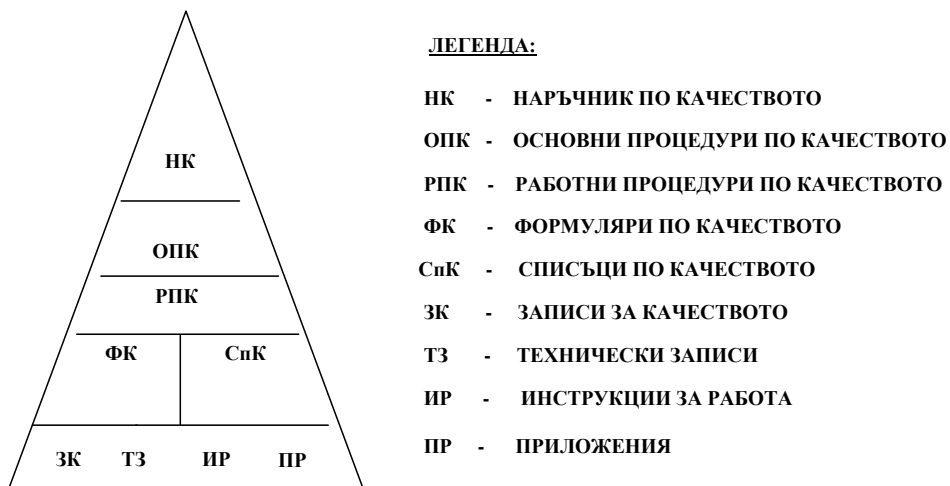 НК
ОПК
РПК
ФК СпК
ЗК ТЗ ИР ПР
ЛЕГЕНДА:
НК - НАРЪЧНИК ПО КАЧЕСТВОТО
ОПК - ОСНОВНИ ПРОЦЕДУРИ ПО КАЧЕСТВОТО
РПК - РАБОТНИ ПРОЦЕДУРИ ПО КАЧЕСТВОТО
ФК - ФОРМУЛЯРИ ПО КАЧЕСТВОТО
СпК - СПИСЪЦИ ПО КАЧЕСТВОТО
ЗК - ЗАПИСИ ЗА КАЧЕСТВОТО
ТЗ - ТЕХНИЧЕСКИ ЗАПИСИ
ИР - ИНСТРУКЦИИ ЗА РАБОТА
ПР - ПРИЛОЖЕНИЯ